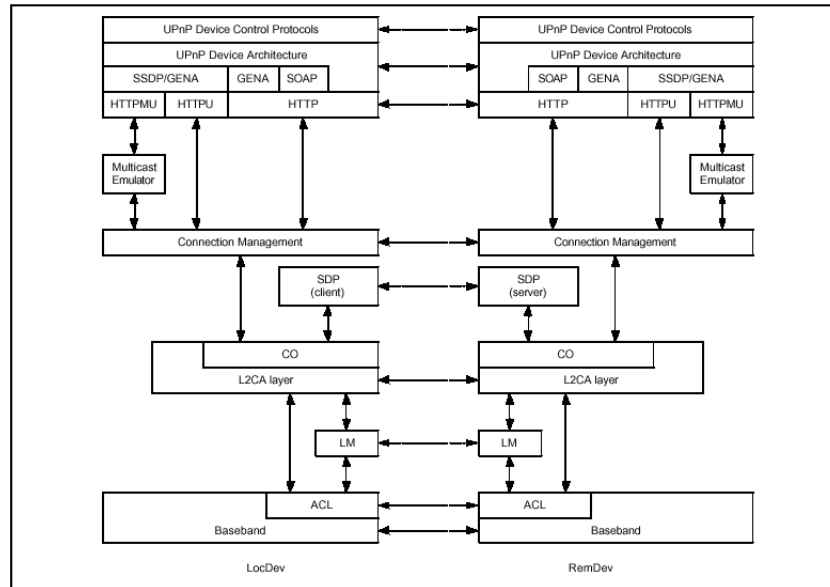 UPnP Device Control Protocols UPnP Device Control Protocols
UPnP Device Architecture UPnP Device Architecture
SSDP/GENA GENA SOAP SOAP GENA SSDP/GENA
HTTPMU HTTPU HTTP HTTP HTTPU HTTPMU
Multicast Multicast
Emulator Emulator
Connection Management Connection Management
SDP SDP
(client) (server)
CO CO
L2CA layer L2CA layer
LM LM
ACL ACL
Baseband Baseband
LocDev RemDev